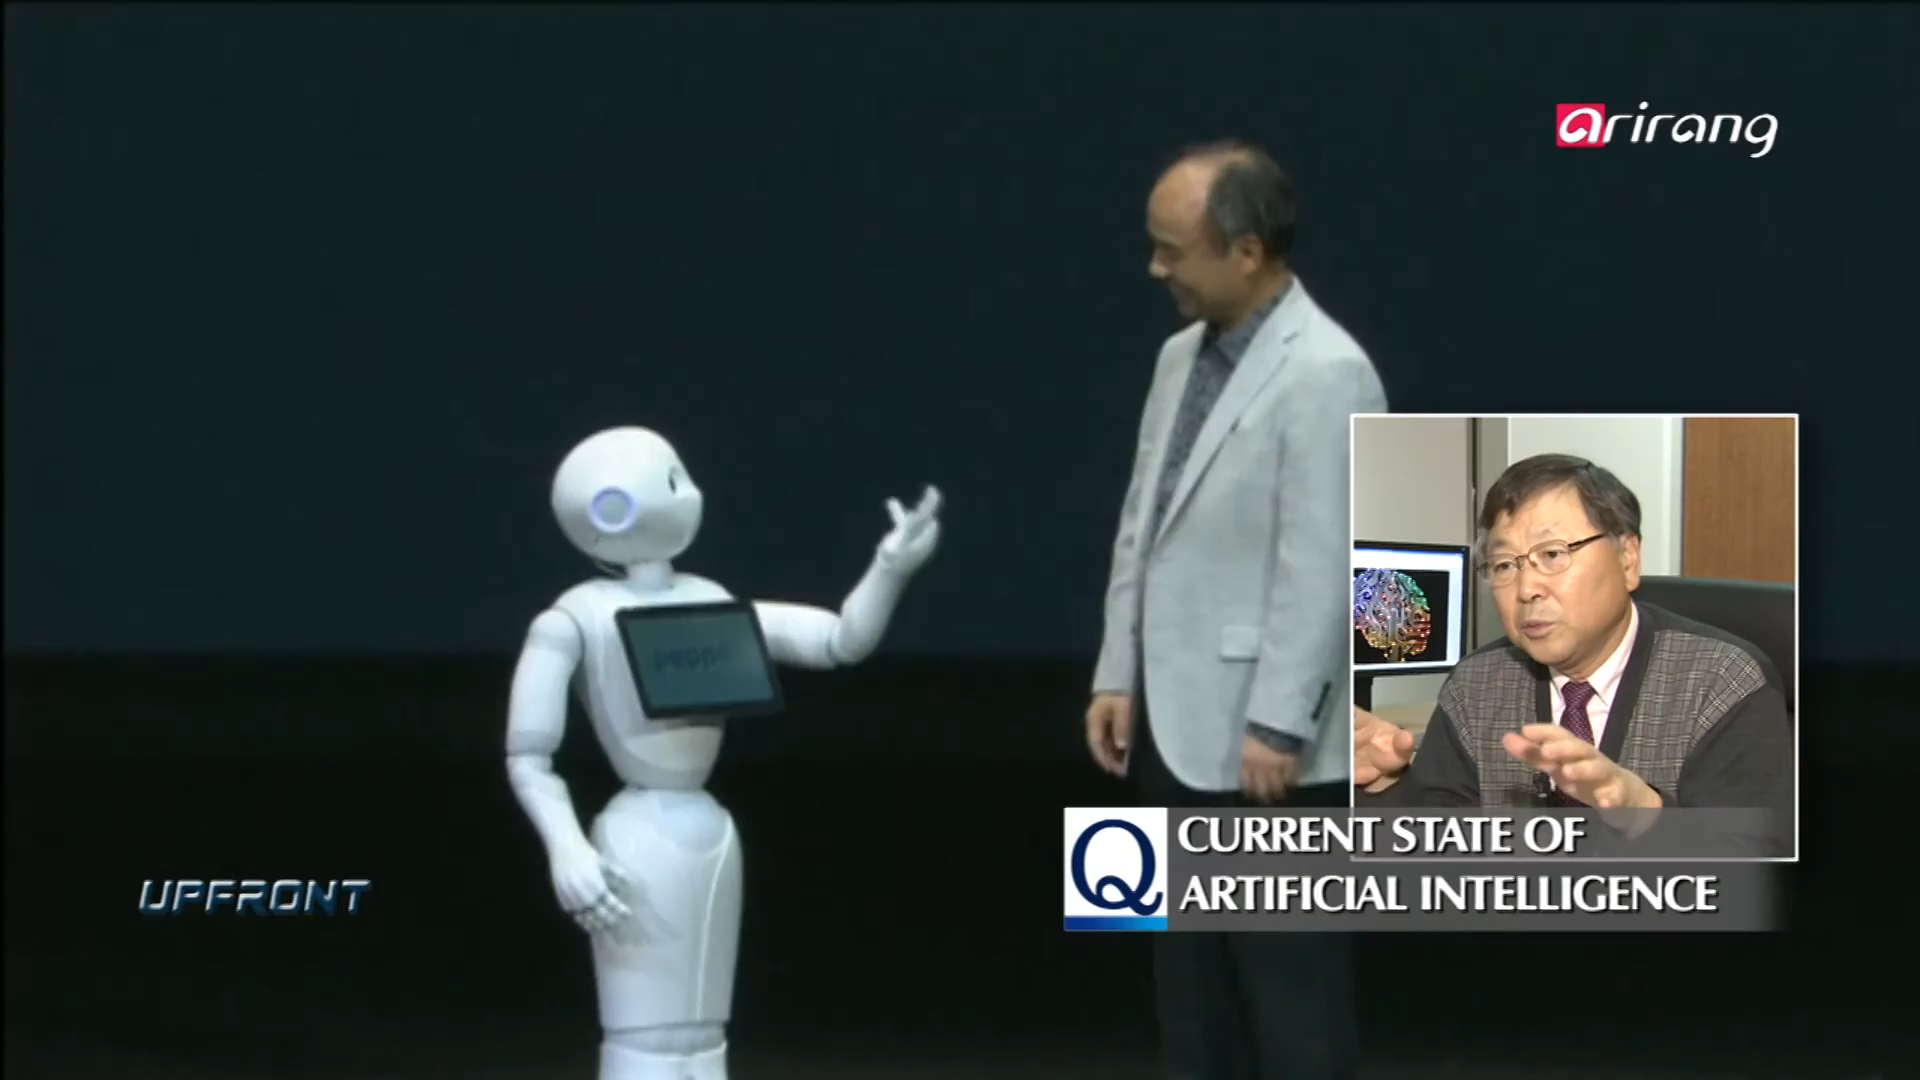 arirang
CURRENT STATE OF
Q
ARTIFICIAL INTELLIGENCE
UPFRONT